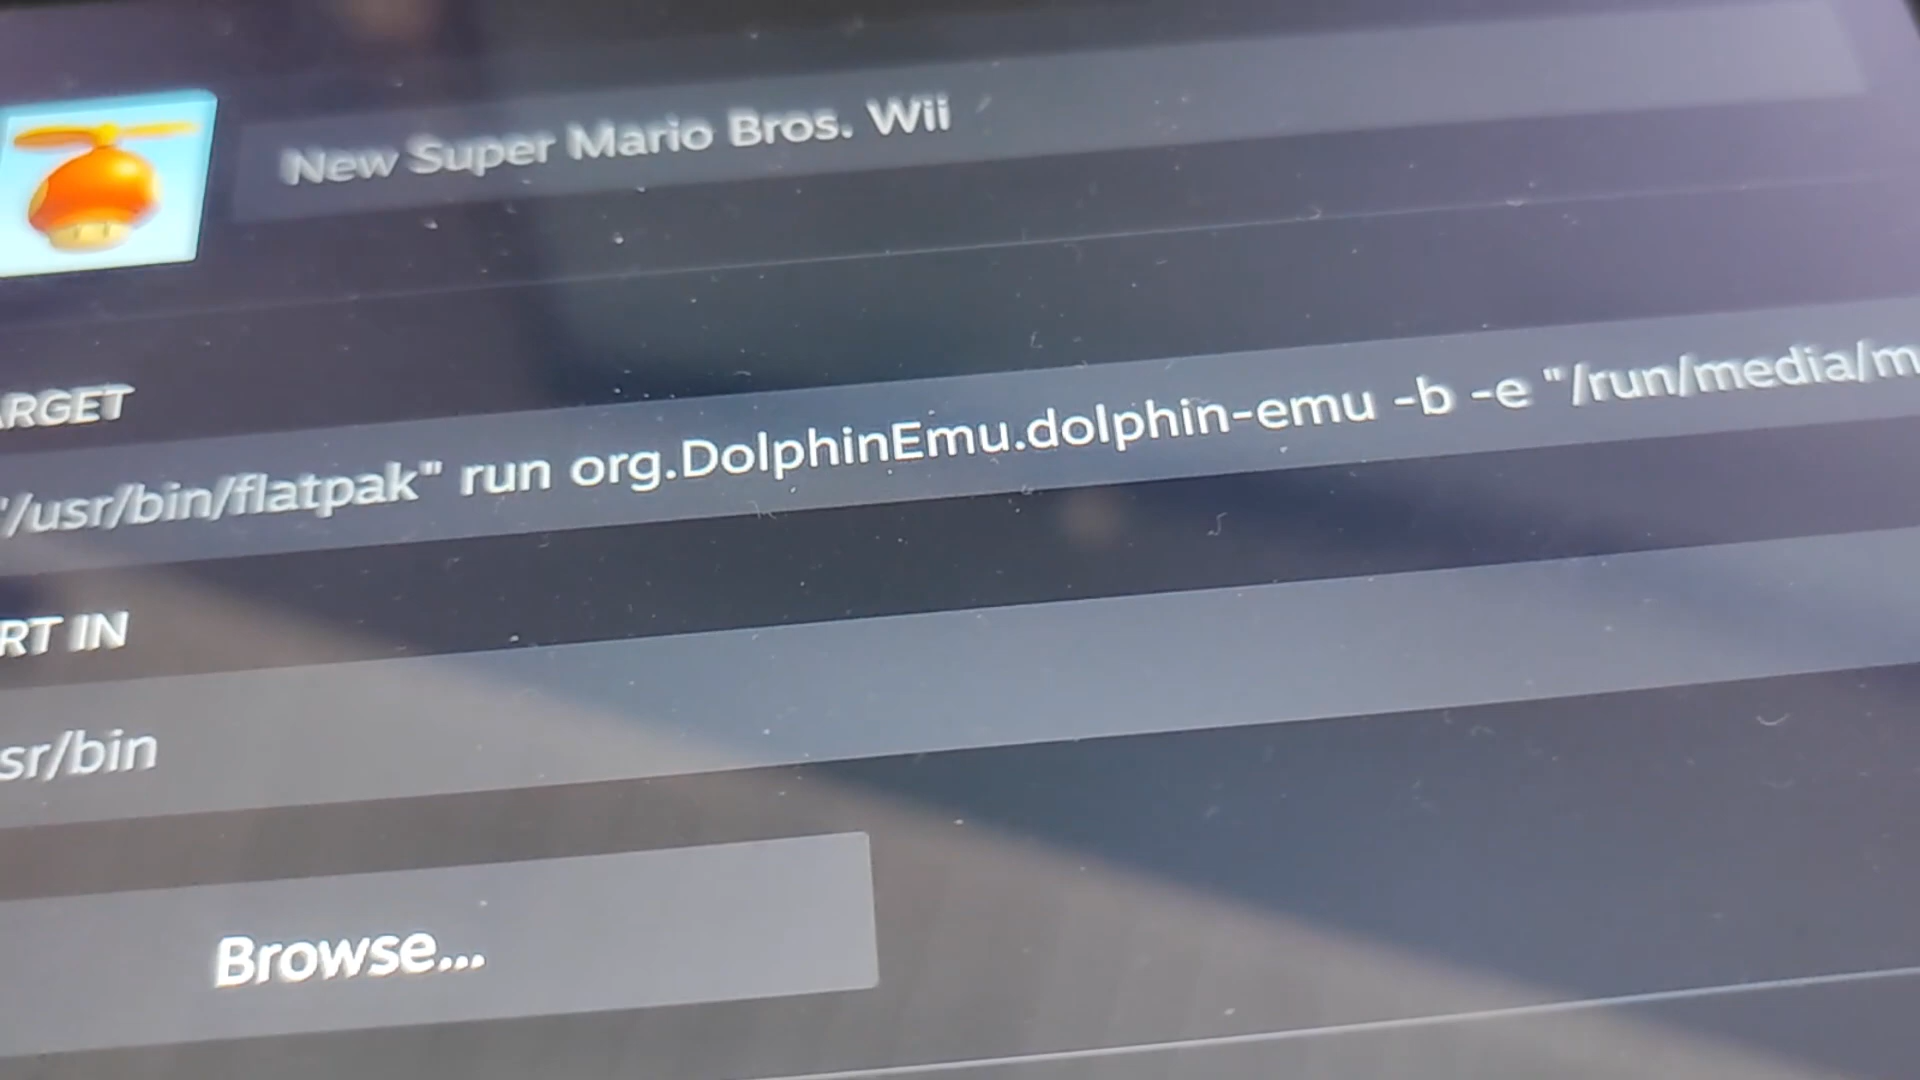 New Super Mario Bros. Wii
ARGET
"/usr/bin/flatpak" run org.DolphinEmu.dolphin-emu -b -e "/run/media/m
RT IN
sr/bin
Browse...